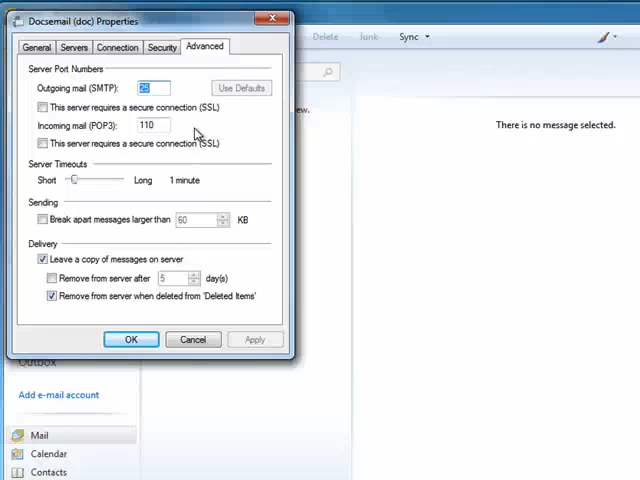 Docsemail (doc) Properties
Delete Junk Sync
General Servers Connection Security Advanced
Server Port Numbers
Outgoing mail (SMTP): 25 Use Defaults
This server requires a secure connection (SSL)
Incoming mail (POP3): 110
This server requires a secure connection (SSL)
Server Timeouts
Short Long 1 minute
Sending
Break apart messages larger than 60 KB
Delivery
Leave a copy of messages on server
Remove from server after 5 day(s)
Remove from server when deleted from 'Deleted Items'
OK Cancel Apply
There is no message selected.
Outbox
Add e-mail account
Mail
Calendar
Contacts